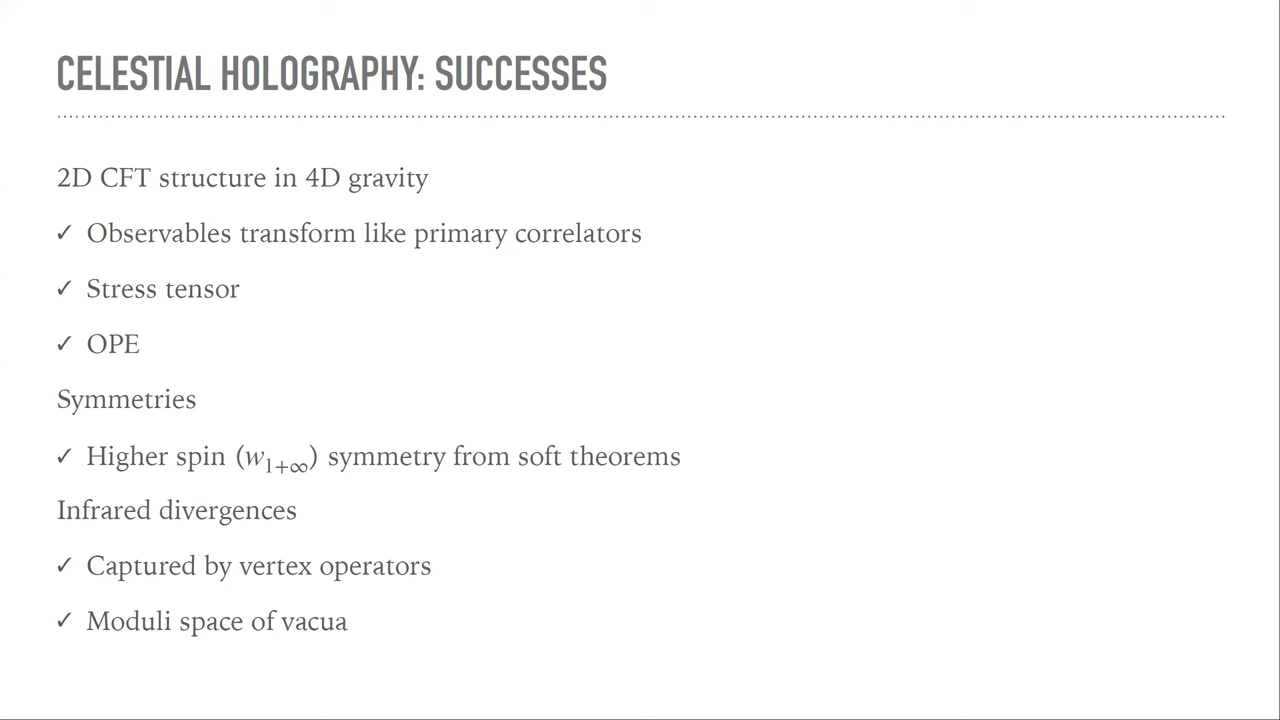 CELESTIAL HOLOGRAPHY: SUCCESSES
2D CFT structure in 4D gravity
✓ Observables transform like primary correlators
✓ Stress tensor
✓ OPE
Symmetries
✓ Higher spin (w₁₊∞) symmetry from soft theorems
Infrared divergences
✓ Captured by vertex operators
✓ Moduli space of vacua